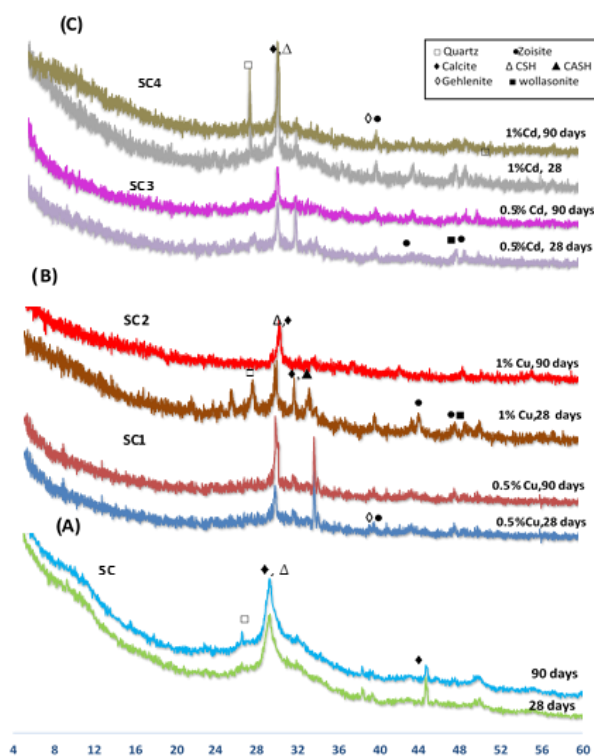 (C)
□ Quartz ● Zoisite
♦ Calcite △ CSH ▲ CASH
◊ Gehlenite ■ wollasonite
♦, △
□
SC4
◊ ●
1%Cd, 90 days
□
1%Cd, 28
SC3
0.5%Cd, 90 days
● ■ ●
0.5%Cd, 28 days
(B)
SC2
△,♦
1% Cu,90 days
□ ♦, ▲
●
● ■
1% Cu,28 days
SC1
0.5% Cu,90 days
◊ ●
0.5%Cu,28 days
(A)
SC
♦, △
□
♦
90 days
28 days
4 8 12 16 20 24 28 32 36 40 44 48 52 56 60